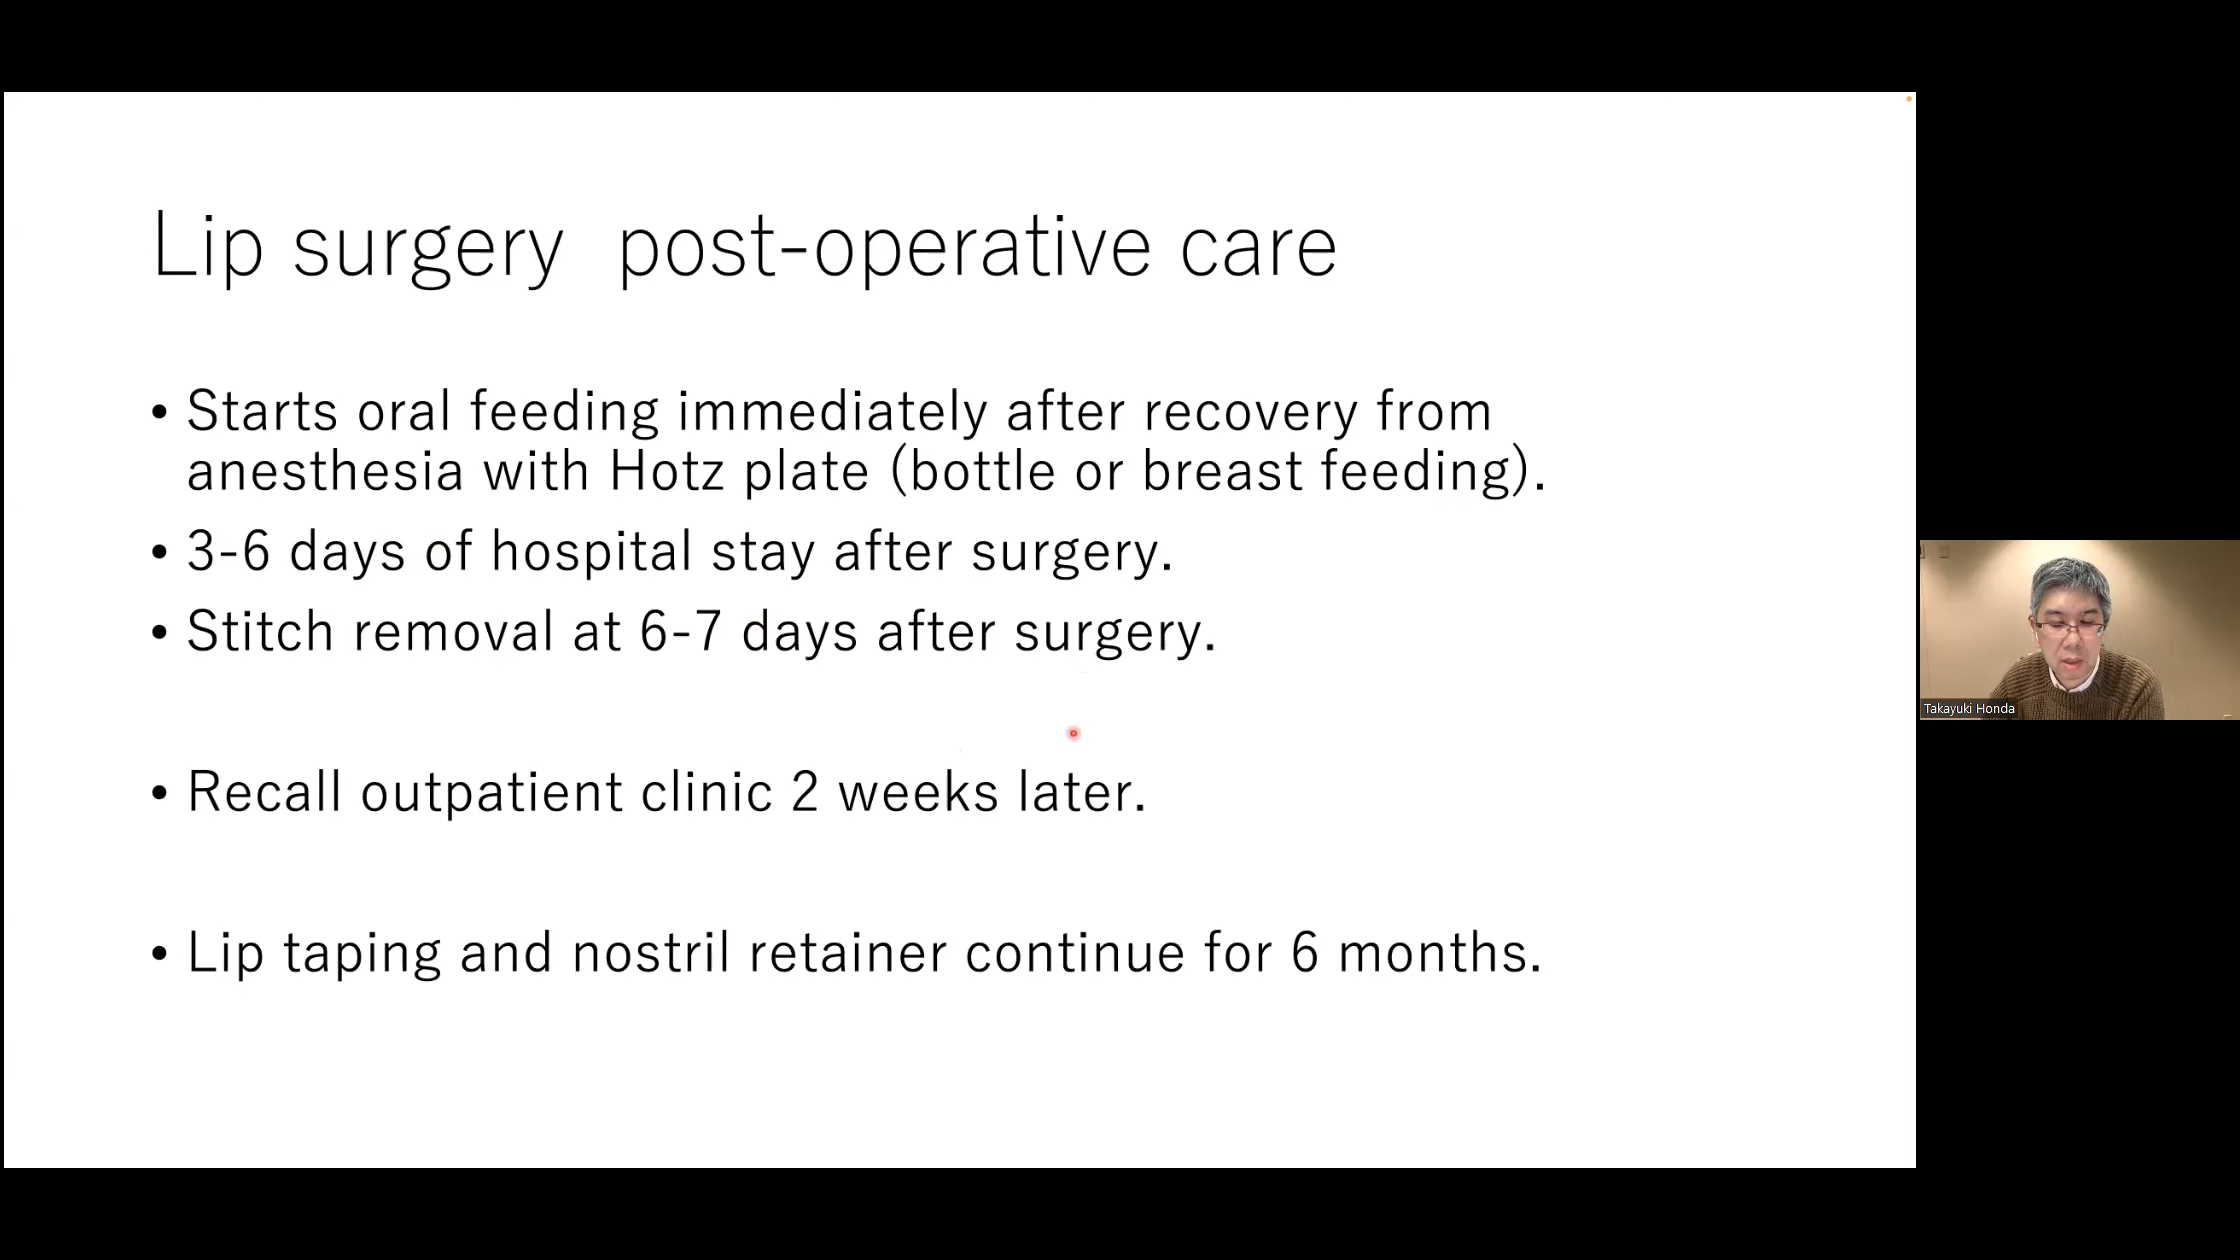 Lip surgery  post-operative care
• Starts oral feeding immediately after recovery from
anesthesia with Hotz plate (bottle or breast feeding).
• 3-6 days of hospital stay after surgery.
• Stitch removal at 6-7 days after surgery.
• Recall outpatient clinic 2 weeks later.
• Lip taping and nostril retainer continue for 6 months.
Takayuki Honda